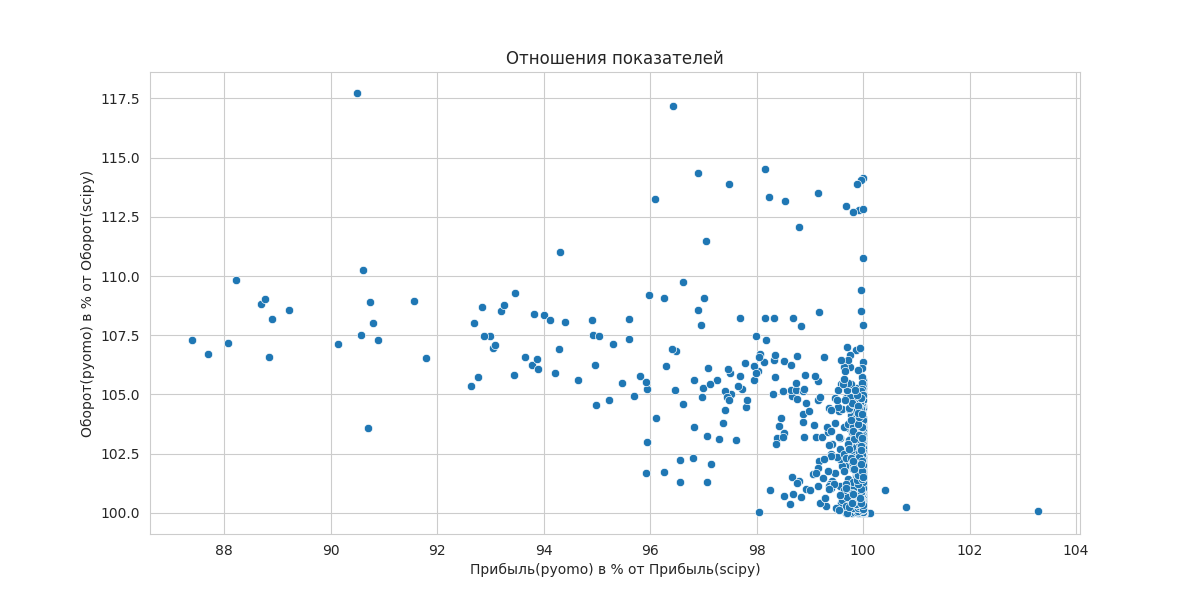 Отношения показателей
Оборот(pyomo) в % от Оборот(scipy)
117.5
115.0
112.5
110.0
107.5
105.0
102.5
100.0
88 90 92 94 96 98 100 102 104
Прибыль(pyomo) в % от Прибыль(scipy)